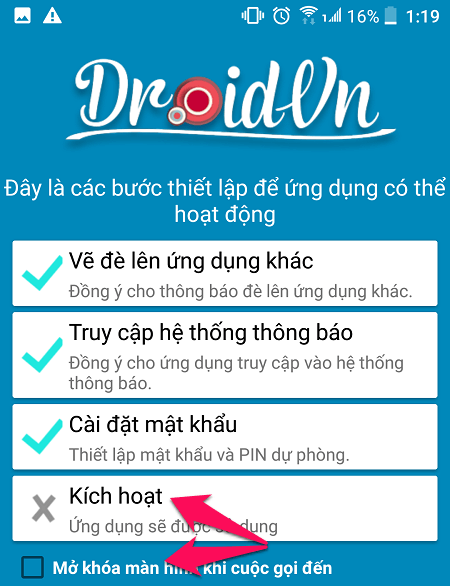 16% 1:19
DroidVn
Đây là các bước thiết lập để ứng dụng có thể
hoạt động
Vẽ đè lên ứng dụng khác
Đồng ý cho thông báo đè lên ứng dụng khác.
Truy cập hệ thống thông báo
Đồng ý cho ứng dụng truy cập vào hệ thống
thông báo.
Cài đặt mật khẩu
Thiết lập mật khẩu và PIN dự phòng.
Kích hoạt
Ứng dụng sẽ được dụng
Mở khóa màn hình khi cuộc gọi đến